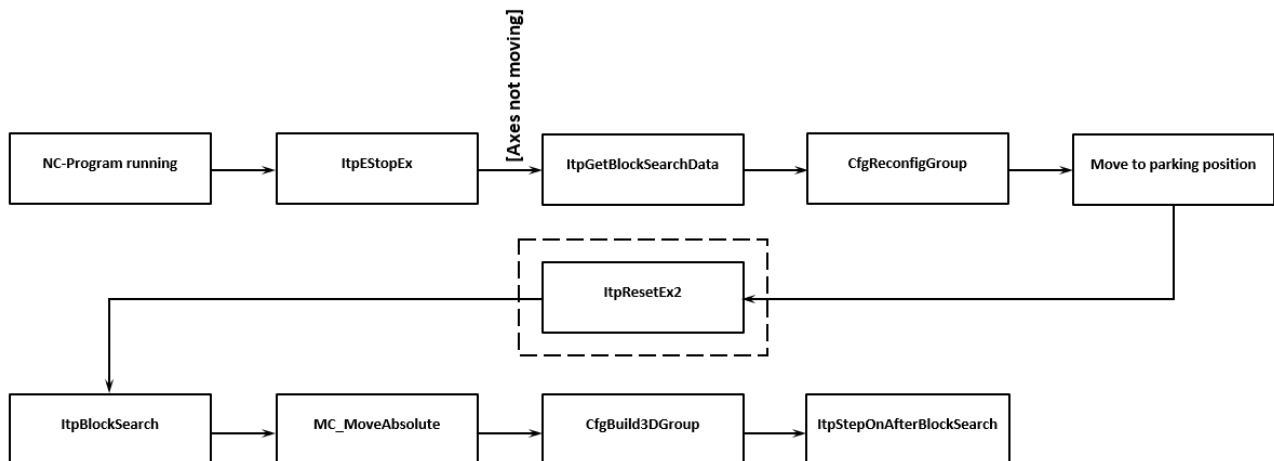 [Axes not moving]
NC-Program running
ItpEStopEx
ItpGetBlockSearchData
CfgReconfigGroup
Move to parking position
ItpResetEx2
ItpBlockSearch
MC_MoveAbsolute
CfgBuild3DGroup
ItpStepOnAfterBlockSearch